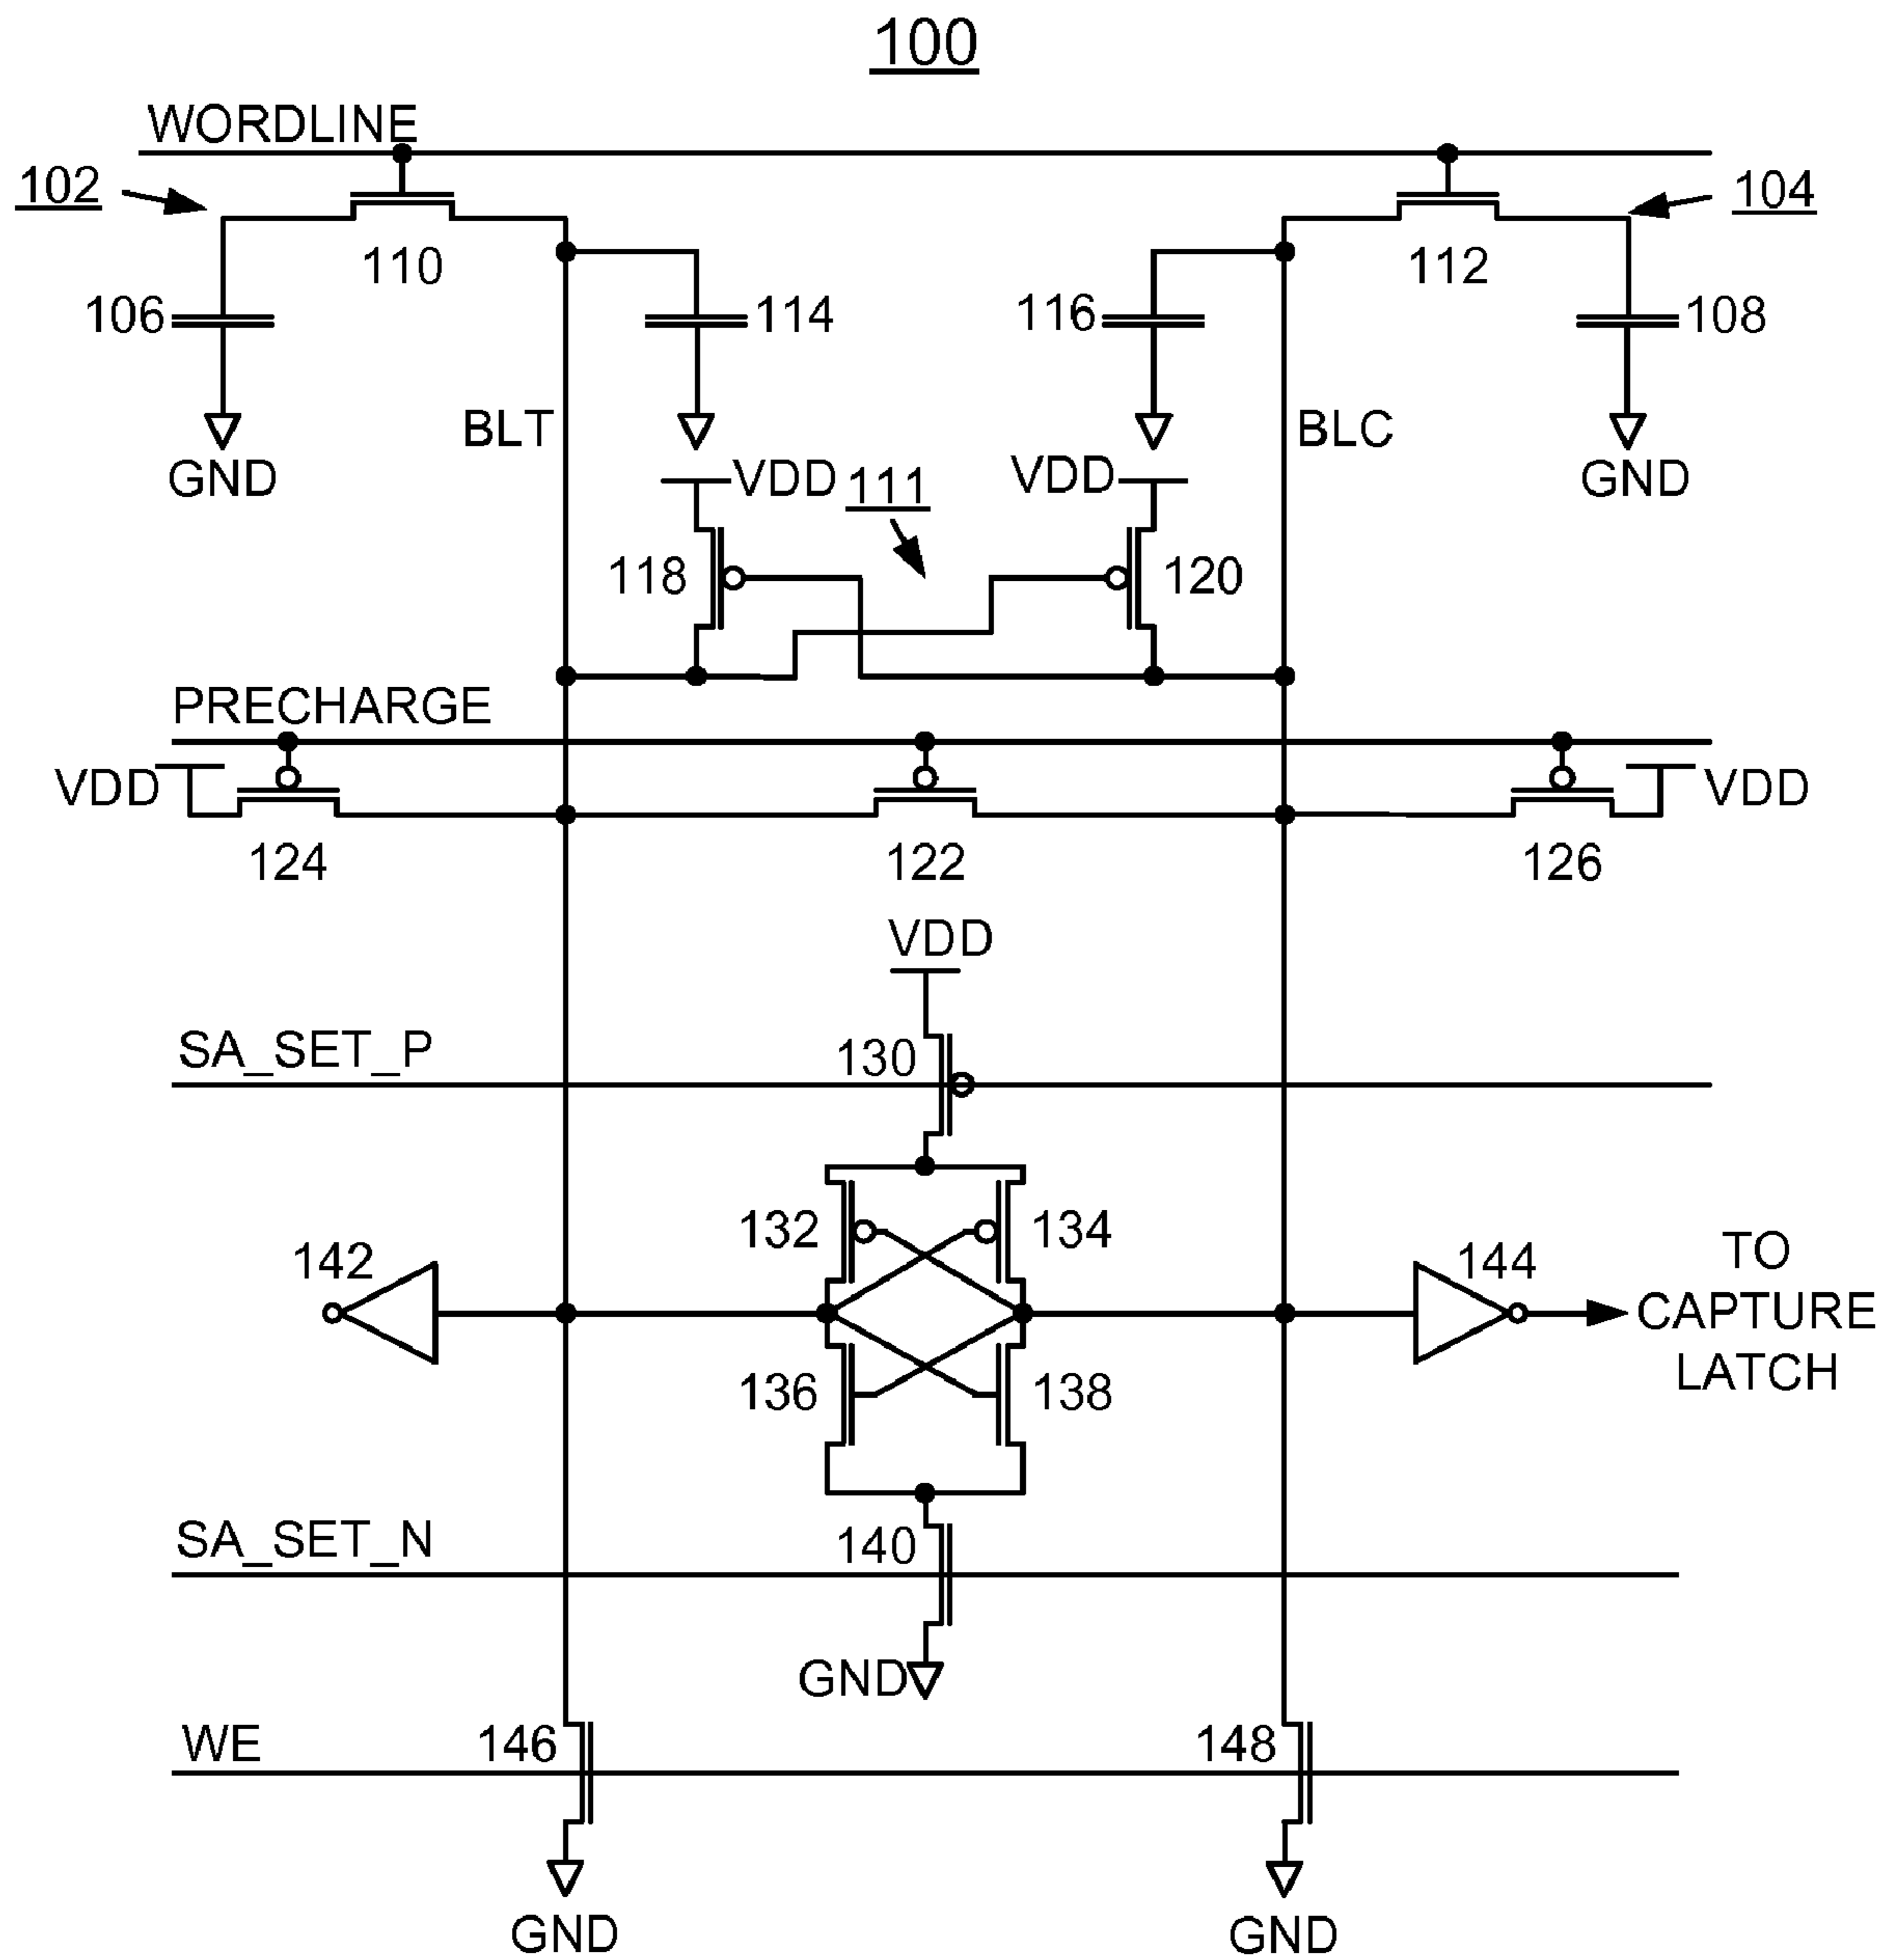 100
WORDLINE
102
104
110
112
106
114
116
108
BLT
BLC
GND
GND
VDD
111
VDD
118
120
PRECHARGE
VDD
VDD
124
122
126
VDD
SA_SET_P
130
132
134
142
144
TO
CAPTURE
LATCH
136
138
SA_SET_N
140
GND
WE
146
148
GND
GND